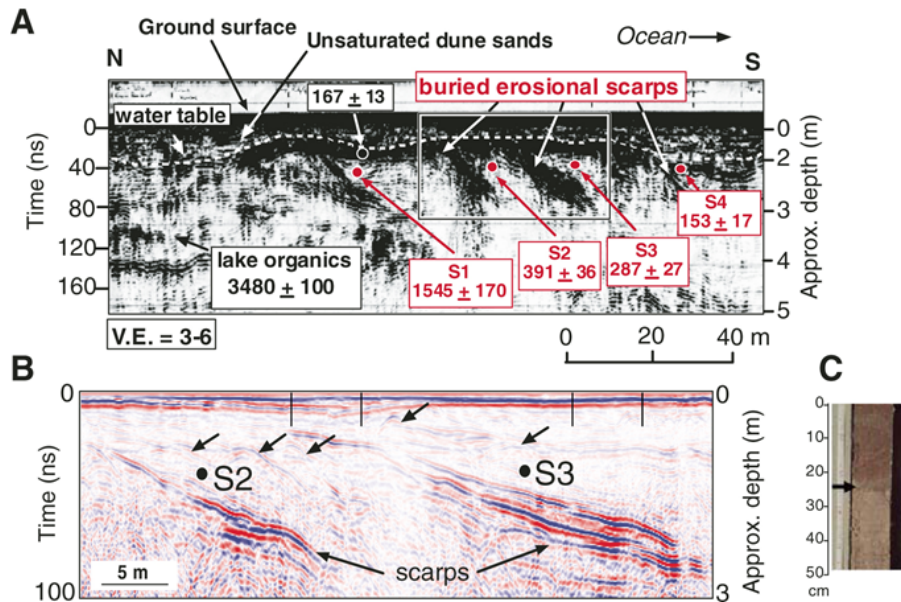 A
Ground surface
Unsaturated dune sands
Ocean
N
S
167 ± 13
buried erosional scarps
water table
0
40
80
120
160
Time (ns)
0
2
3
4
5
Approx. depth (m)
S4
153 ± 17
lake organics
3480 ± 100
S1
1545 ± 170
S2
391 ± 36
S3
287 ± 27
V.E. = 3-6
0 20 40 m
B
0
100
Time (ns)
S2
S3
scarps
5 m
0
3
Approx. depth (m)
C
0
10
20
30
40
50
cm